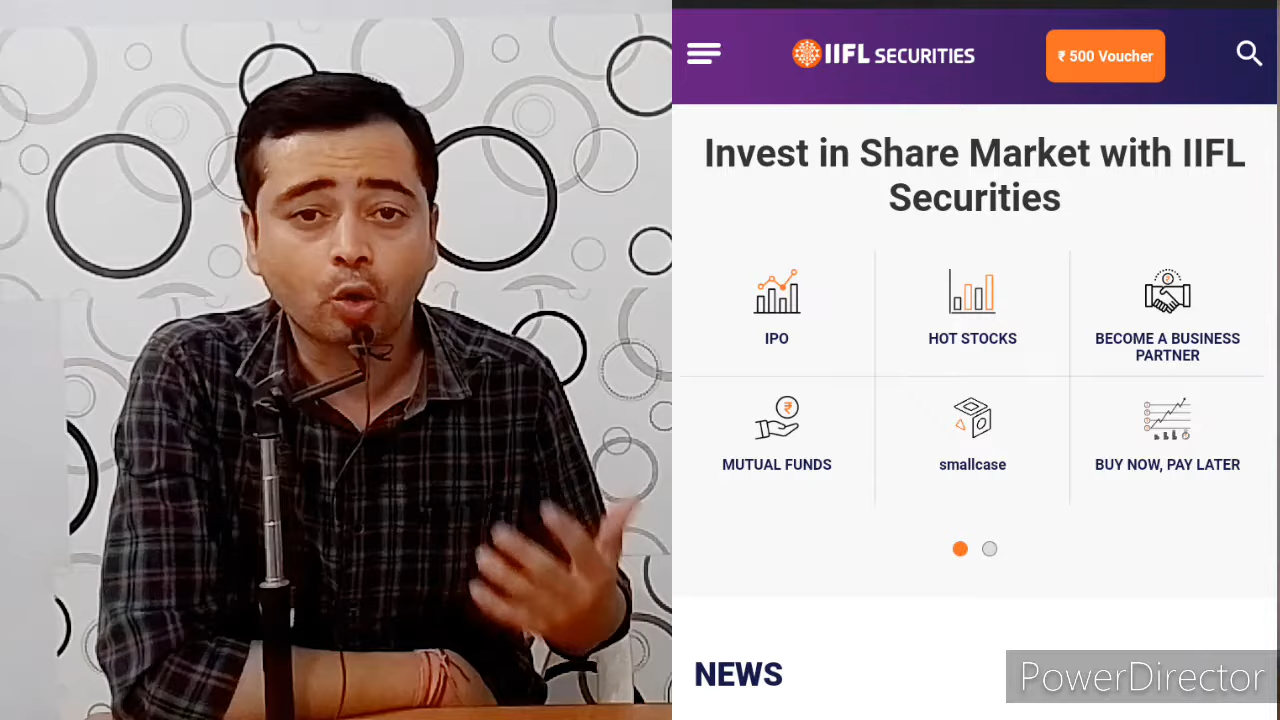 IIFL SECURITIES
₹ 500 Voucher
Invest in Share Market with IIFL
Securities
IPO
HOT STOCKS
BECOME A BUSINESS
PARTNER
MUTUAL FUNDS
smallcase
BUY NOW, PAY LATER
NEWS
PowerDirector